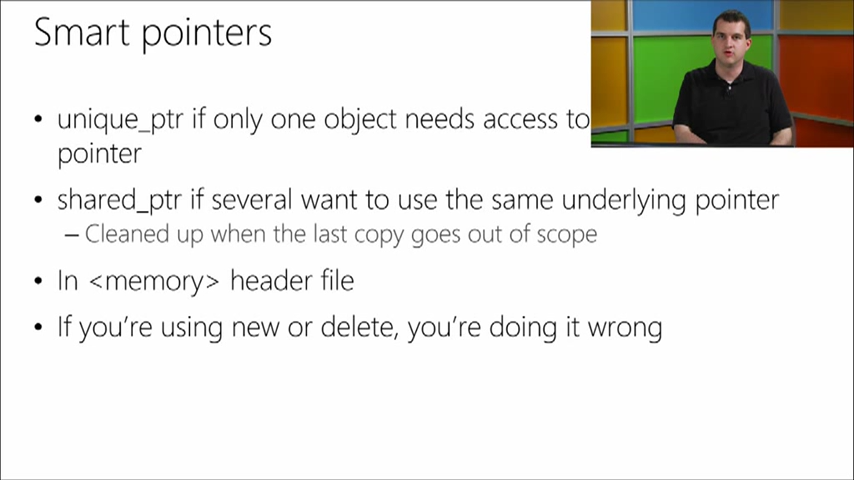 Smart pointers
• unique_ptr if only one object needs access to
pointer
• shared_ptr if several want to use the same underlying pointer
– Cleaned up when the last copy goes out of scope
• In <memory> header file
• If you’re using new or delete, you’re doing it wrong